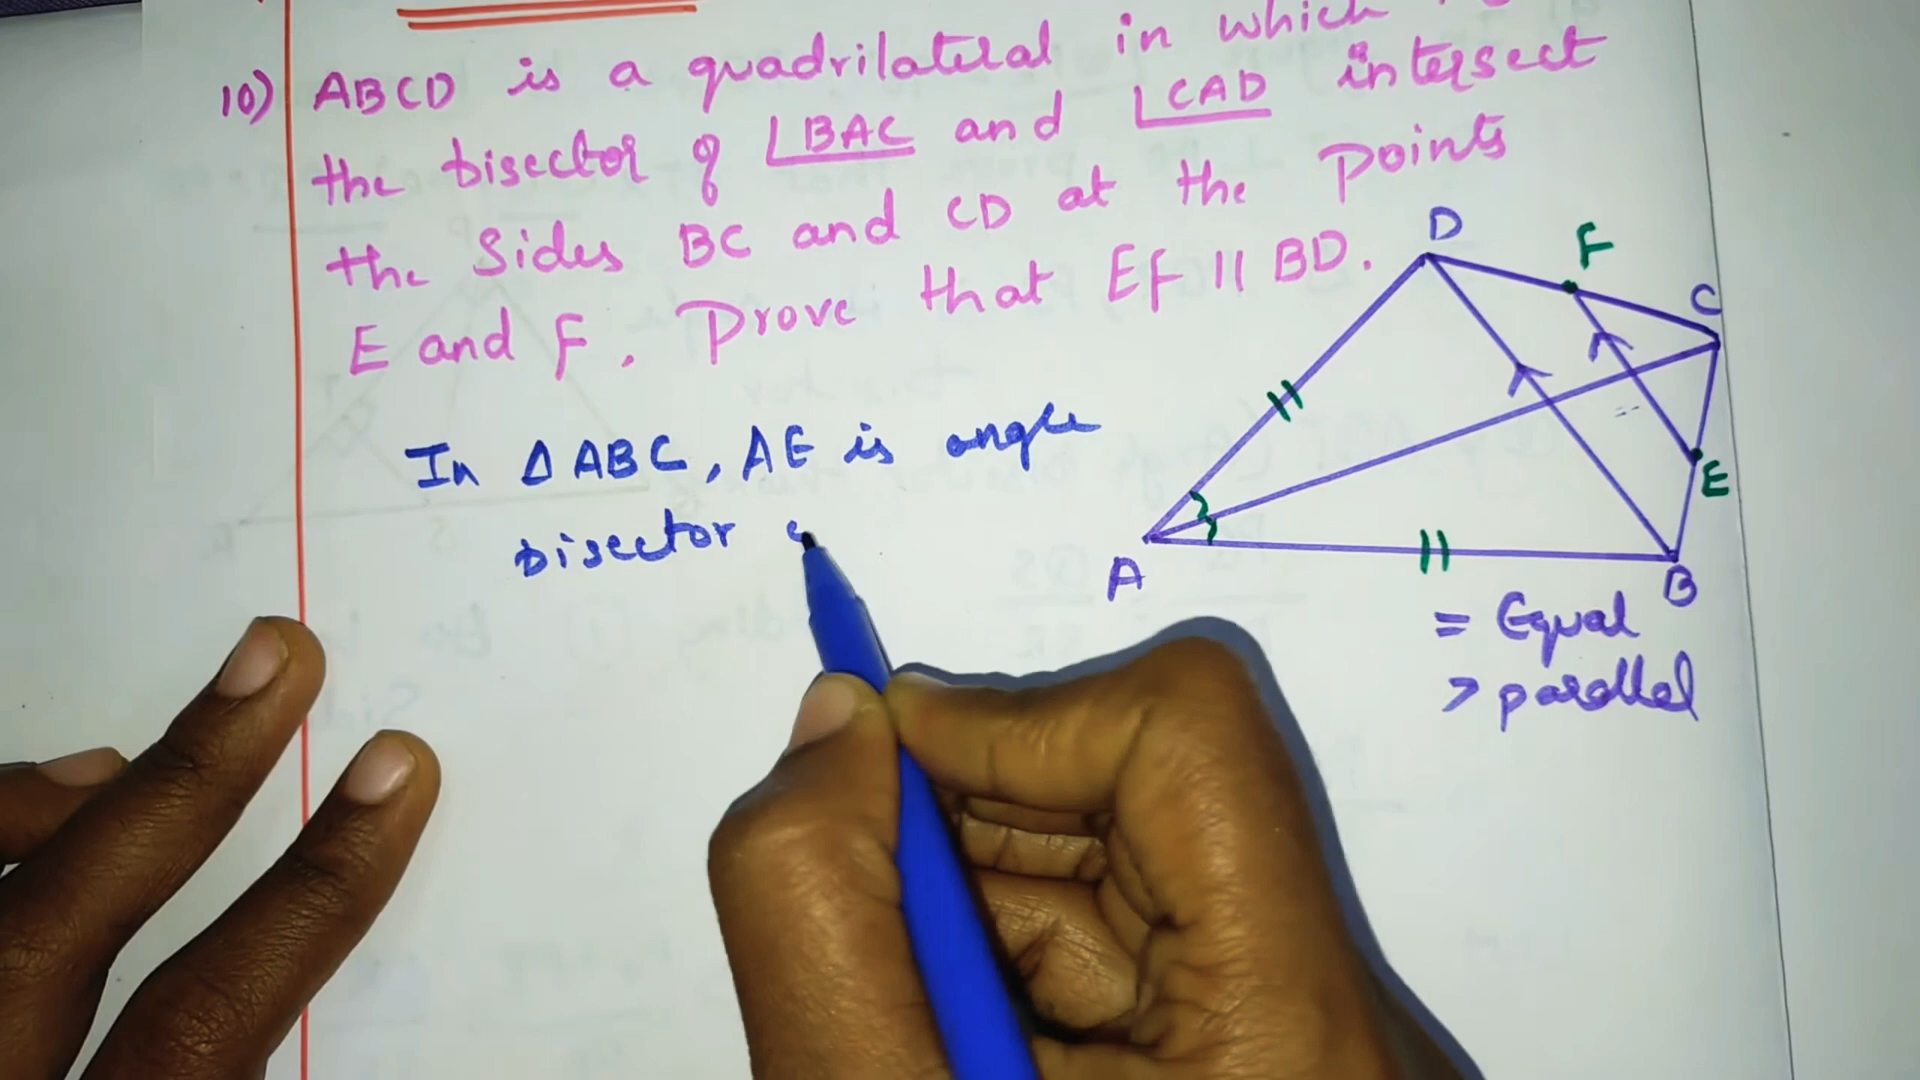 10) ABCD is a quadrilateral in which
the bisector of ∟BAC and ∟CAD intersect
the Sides BC and CD at the points
E and F. Prove that EF || BD.
D
F
C
E
A
B
In Δ ABC, AE is angle
bisector
= Equal
> parallel